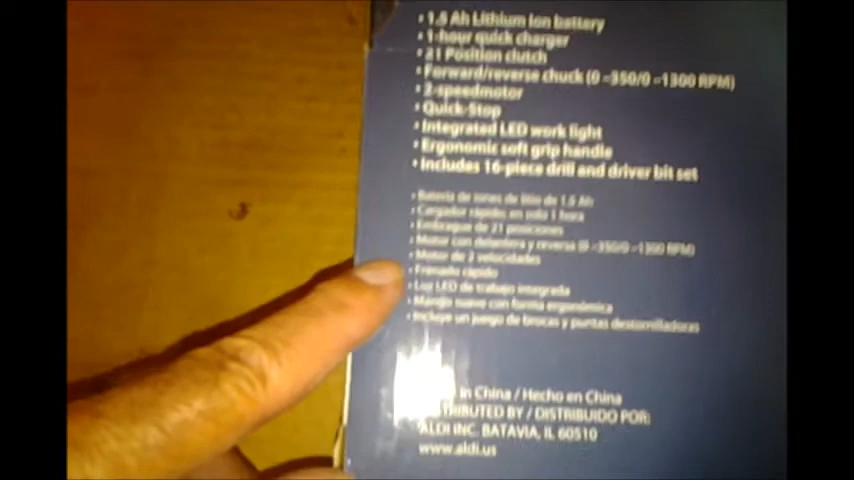 • 1.5 Ah Lithium Ion battery
• 1-hour quick charger
• 21 Position clutch
• Forward/reverse chuck (0 –350/0 –1300 RPM)
• 2-speedmotor
• Quick-Stop
• Integrated LED work light
• Ergonomic soft grip handle
• Includes 16-piece drill and driver bit set
• Batería de iones de litio de 1.5 Ah
• Cargador rápido en solo 1 hora
• Embrague de 21 posiciones
• Motor con delantera y reversa (0 –350/0 –1300 RPM)
• Motor de 2 velocidades
• Frenado rápido
• Luz LED de trabajo integrada
• Mango suave con forma ergonómica
• Incluye un juego de brocas y puntas destornilladoras
in China / Hecho en China
DISTRIBUTED BY / DISTRIBUIDO POR:
ALDI INC. BATAVIA, IL 60510
www.aldi.us